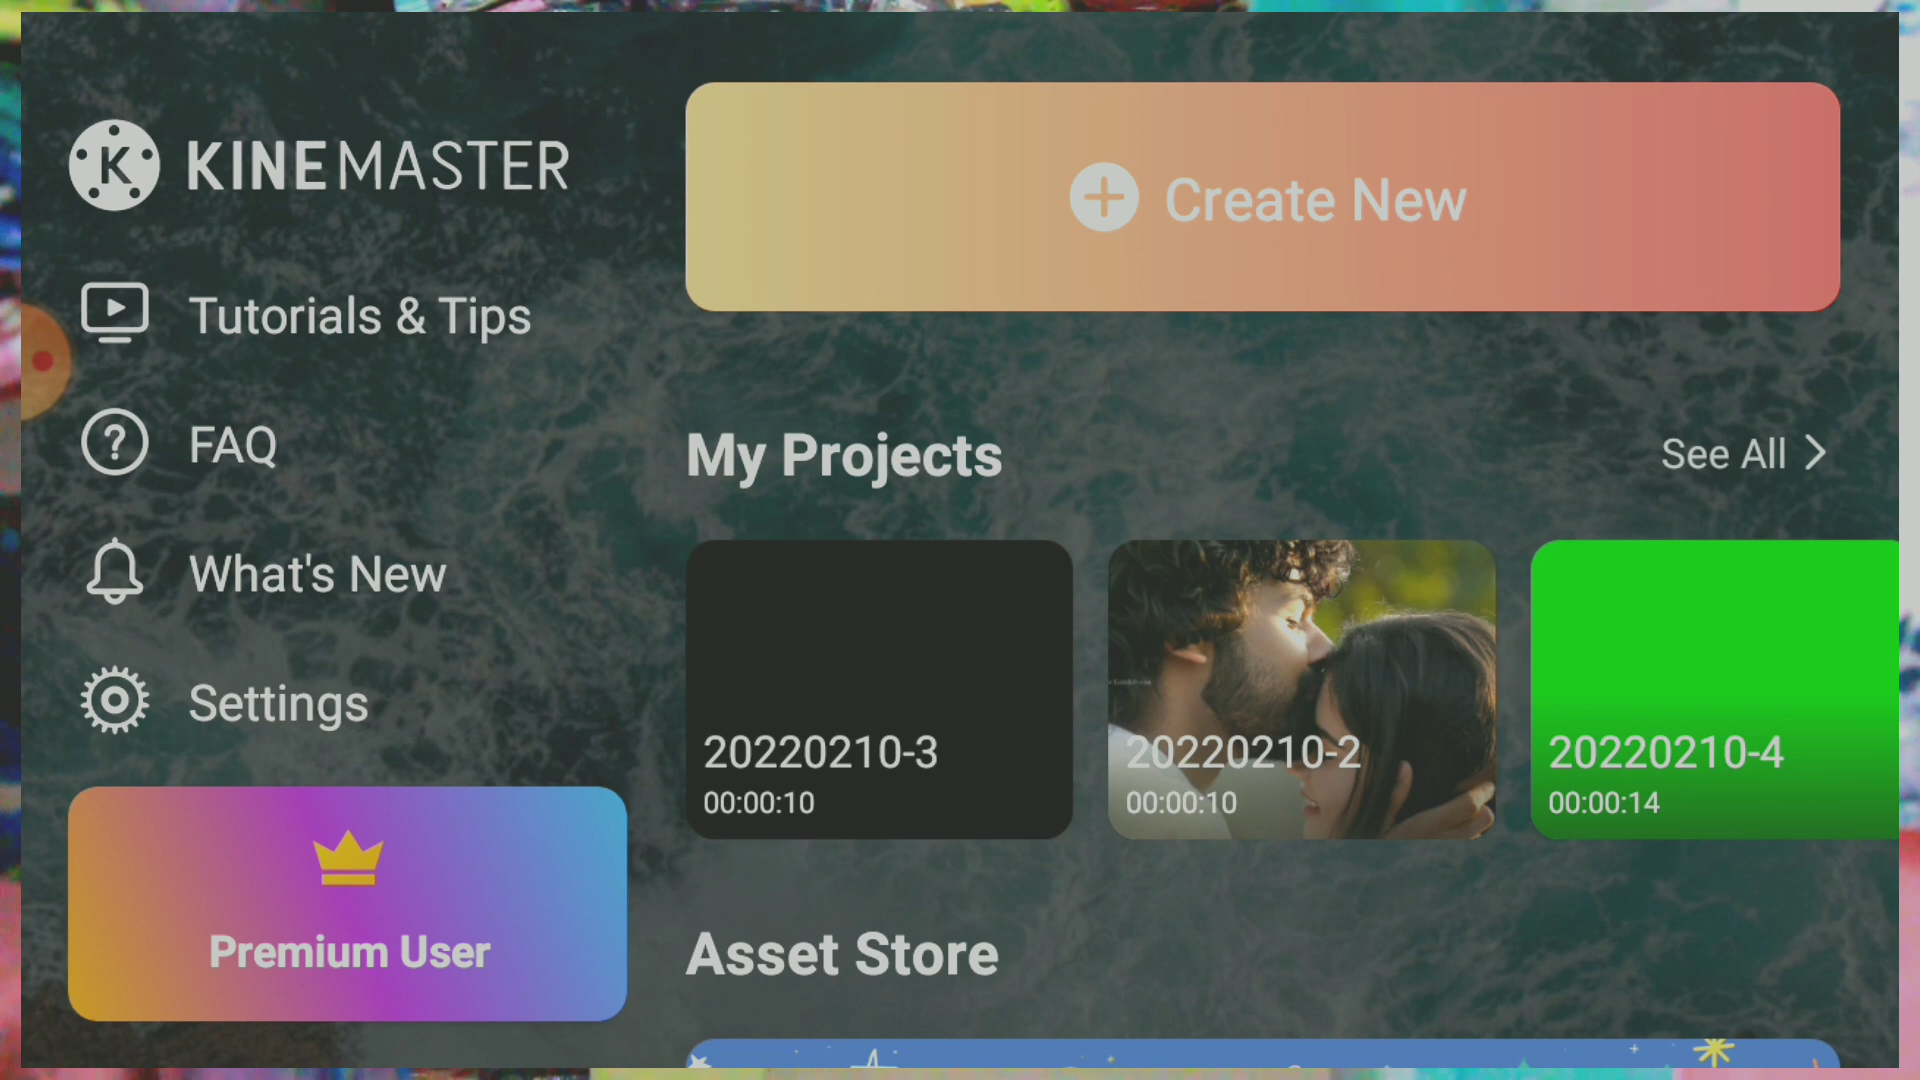 KINEMASTER
Tutorials & Tips
FAQ
What's New
Settings
Premium User
Create New
My Projects
See All
20220210-3
00:00:10
20220210-2
00:00:10
20220210-4
00:00:14
Asset Store